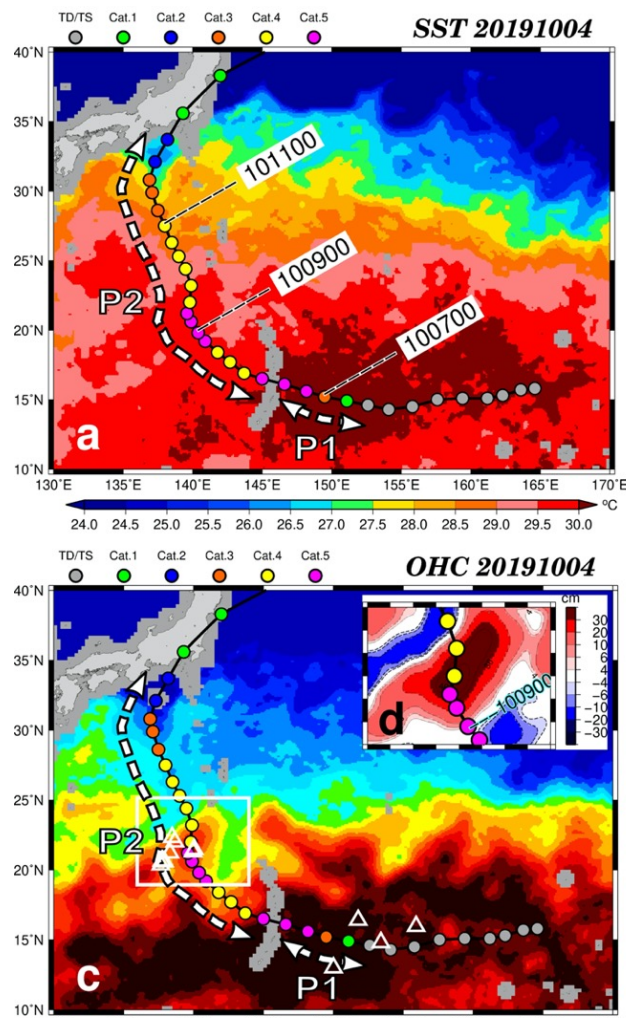 TD/TS Cat.1 Cat.2 Cat.3 Cat.4 Cat.5
SST 20191004
40°N
35°N
30°N
25°N
20°N
15°N
10°N
101100
100900
100700
P2
P1
a
130°E 135°E 140°E 145°E 150°E 155°E 160°E 165°E 170°E
°C
24.0 24.5 25.0 25.5 26.0 26.5 27.0 27.5 28.0 28.5 29.0 29.5 30.0
TD/TS Cat.1 Cat.2 Cat.3 Cat.4 Cat.5
OHC 20191004
40°N
35°N
30°N
25°N
20°N
15°N
10°N
cm
30
20
10
6
4
-4
-6
-10
-20
-30
100900
d
P2
P1
c